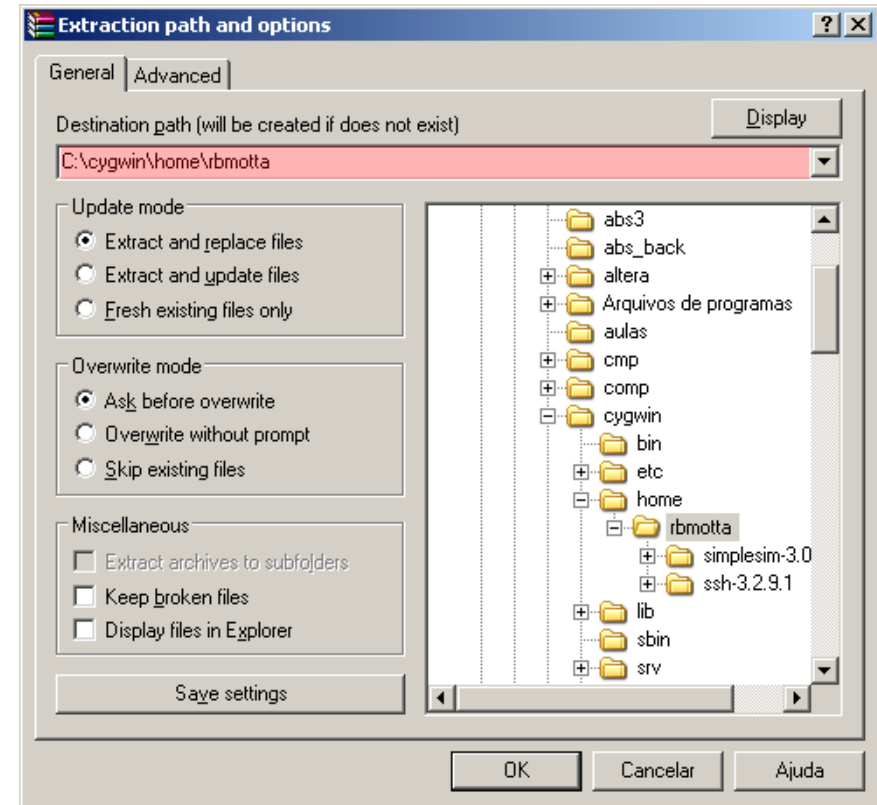 Extraction path and options
General
Advanced
Destination path (will be created if does not exist)
Display
C:\cygwin\home\rbmotta
Update mode
Extract and replace files
Extract and update files
Fresh existing files only
Overwrite mode
Ask before overwrite
Overwrite without prompt
Skip existing files
Miscellaneous
Extract archives to subfolders
Keep broken files
Display files in Explorer
Save settings
abs3
abs_back
altera
Arquivos de programas
aulas
cmp
comp
cygwin
bin
etc
home
rbmotta
simplesim-3.0
ssh-3.2.9.1
lib
sbin
srv
OK
Cancelar
Ajuda